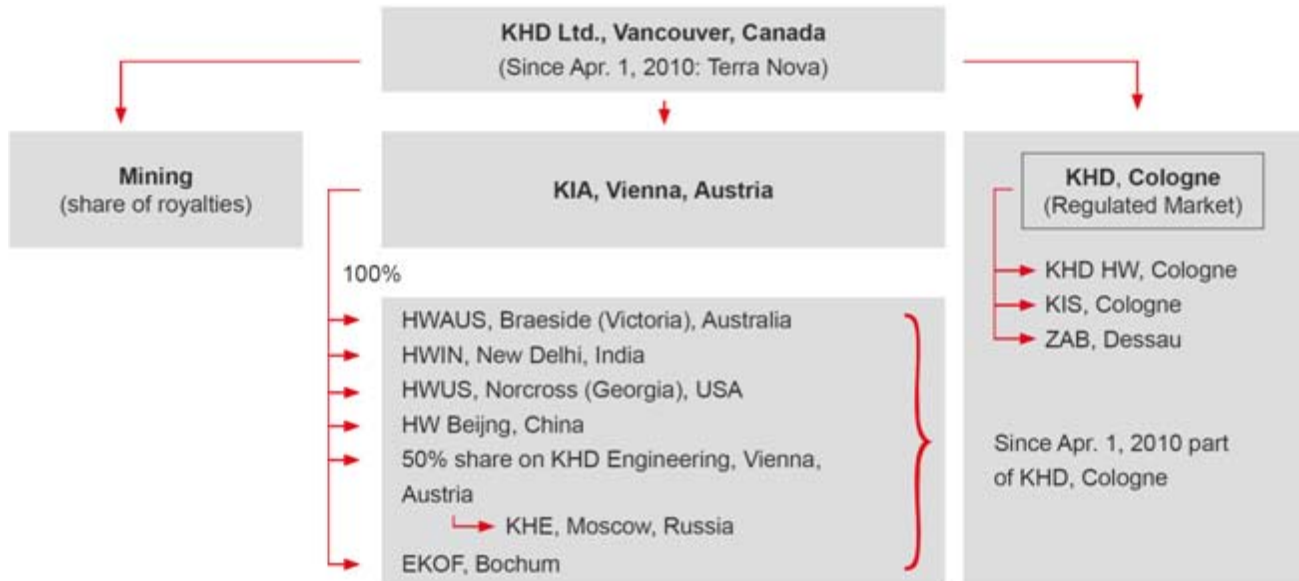 KHD Ltd., Vancouver, Canada
(Since Apr. 1, 2010: Terra Nova)
Mining
(share of royalties)
KIA, Vienna, Austria
100%
HWAUS, Braeside (Victoria), Australia
HWIN, New Delhi, India
HWUS, Norcross (Georgia), USA
HW Beijng, China
50% share on KHD Engineering, Vienna,
Austria
KHE, Moscow, Russia
EKOF, Bochum
KHD, Cologne
(Regulated Market)
KHD HW, Cologne
KIS, Cologne
ZAB, Dessau
Since Apr. 1, 2010 part
of KHD, Cologne